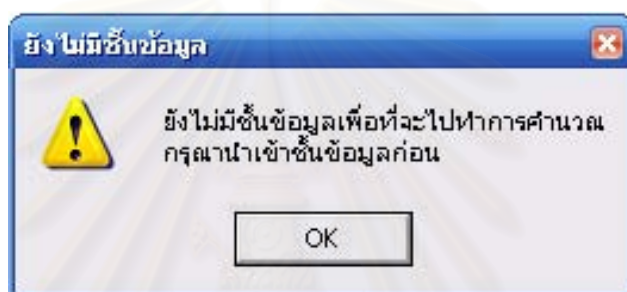 ยังไม่มีชั้นข้อมูล
ยังไม่มีชั้นข้อมูลเพื่อที่จะไปทำการคำนวณ
กรุณานำเข้าชั้นข้อมูลก่อน
OK